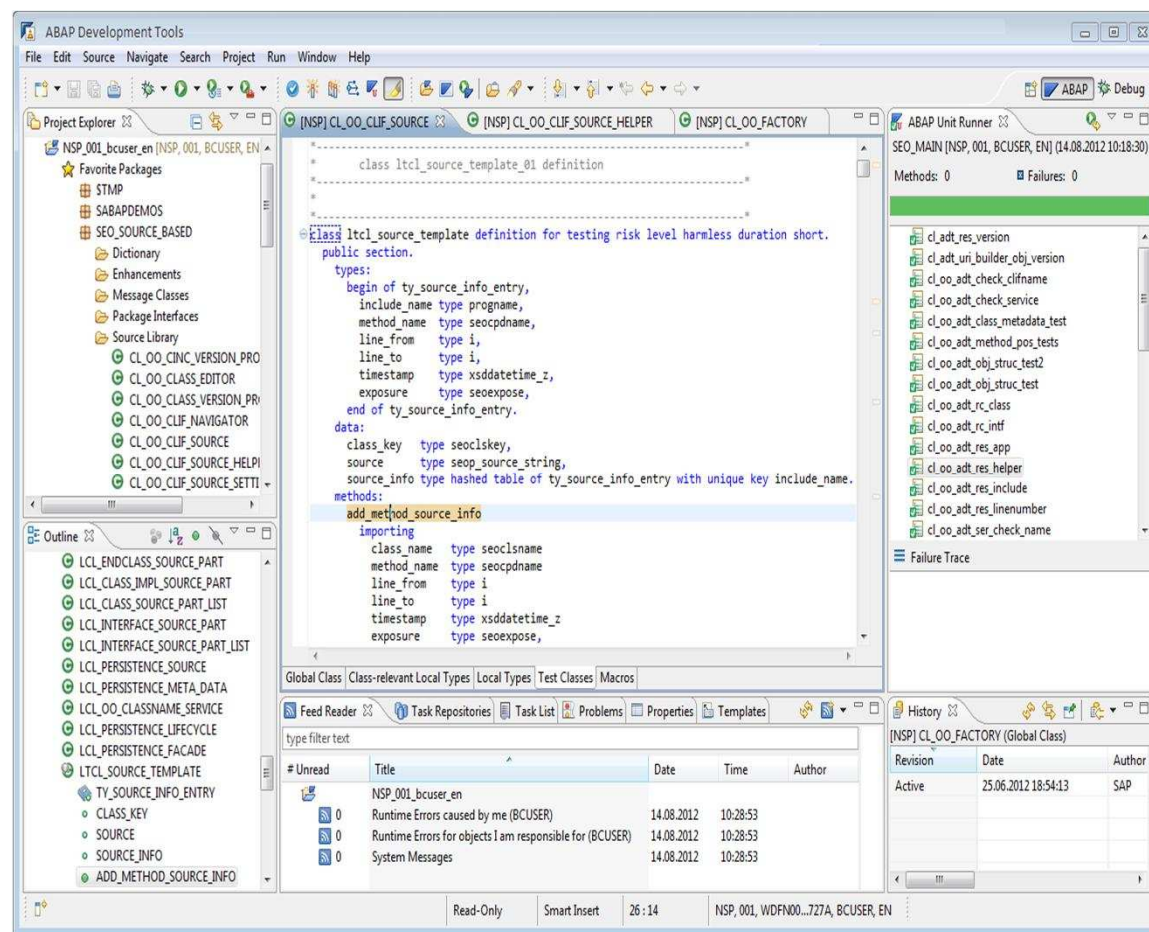 ABAP Development Tools
File Edit Source Navigate Search Project Run Window Help
ABAP Debug
Project Explorer
NSP_001_bcuser_en [NSP, 001, BCUSER, EN
Favorite Packages
$TMP
SABAPDEMOS
SEO_SOURCE_BASED
Dictionary
Enhancements
Message Classes
Package Interfaces
Source Library
CL_OO_CINC_VERSION_PRO
CL_OO_CLASS_EDITOR
CL_OO_CLASS_VERSION_PR
CL_OO_CLIF_NAVIGATOR
CL_OO_CLIF_SOURCE
CL_OO_CLIF_SOURCE_HELP
CL_OO_CLIF_SOURCE_SETTI
Outline
LCL_ENDCLASS_SOURCE_PART
LCL_CLASS_IMPL_SOURCE_PART
LCL_CLASS_SOURCE_PART_LIST
LCL_INTERFACE_SOURCE_PART
LCL_INTERFACE_SOURCE_PART_LIST
LCL_PERSISTENCE_SOURCE
LCL_PERSISTENCE_META_DATA
LCL_OO_CLASSNAME_SERVICE
LCL_PERSISTENCE_LIFECYCLE
LCL_PERSISTENCE_FACADE
LTCL_SOURCE_TEMPLATE
TY_SOURCE_INFO_ENTRY
CLASS_KEY
SOURCE
SOURCE_INFO
ADD_METHOD_SOURCE_INFO
[NSP] CL_OO_CLIF_SOURCE [NSP] CL_OO_CLIF_SOURCE_HELPER [NSP] CL_OO_FACTORY
*----------------------------------------------------------------------*
* class ltcl_source_template_01 definition
*----------------------------------------------------------------------*
*
*----------------------------------------------------------------------*
class ltcl_source_template definition for testing risk level harmless duration short.
public section.
types:
begin of ty_source_info_entry,
include_name type progname,
method_name type seocpdname,
line_from type i,
line_to type i,
timestamp type xsddatetime_z,
exposure type seoexpose,
end of ty_source_info_entry.
data:
class_key type seoclskey,
source type seop_source_string,
source_info type hashed table of ty_source_info_entry with unique key include_name.
methods:
add_method_source_info
importing
class_name type seoclsname
method_name type seocpdname
line_from type i
line_to type i
timestamp type xsddatetime_z
exposure type seoexpose,
Global Class Class-relevant Local Types Local Types Test Classes Macros
ABAP Unit Runner
SEO_MAIN [NSP, 001, BCUSER, EN] (14.08.2012 10:18:30)
Methods: 0 Failures: 0
cl_adt_res_version
cl_adt_uri_builder_obj_version
cl_oo_adt_check_clifname
cl_oo_adt_check_service
cl_oo_adt_class_metadata_test
cl_oo_adt_method_pos_tests
cl_oo_adt_obj_struc_test2
cl_oo_adt_obj_struc_test
cl_oo_adt_rc_class
cl_oo_adt_rc_intf
cl_oo_adt_res_app
cl_oo_adt_res_helper
cl_oo_adt_res_include
cl_oo_adt_res_linenumber
cl_oo_adt_ser_check_name
Failure Trace
Feed Reader Task Repositories Task List Problems Properties Templates
type filter text
# Unread Title Date Time Author
NSP_001_bcuser_en
0 Runtime Errors caused by me (BCUSER) 14.08.2012 10:28:53
0 Runtime Errors for objects I am responsible for (BCUSER) 14.08.2012 10:28:53
0 System Messages 14.08.2012 10:28:53
History
[NSP] CL_OO_FACTORY (Global Class)
Revision Date Author
Active 25.06.2012 18:54:13 SAP
Read-Only Smart Insert 26 : 14 NSP, 001, WDFN00...727A, BCUSER, EN